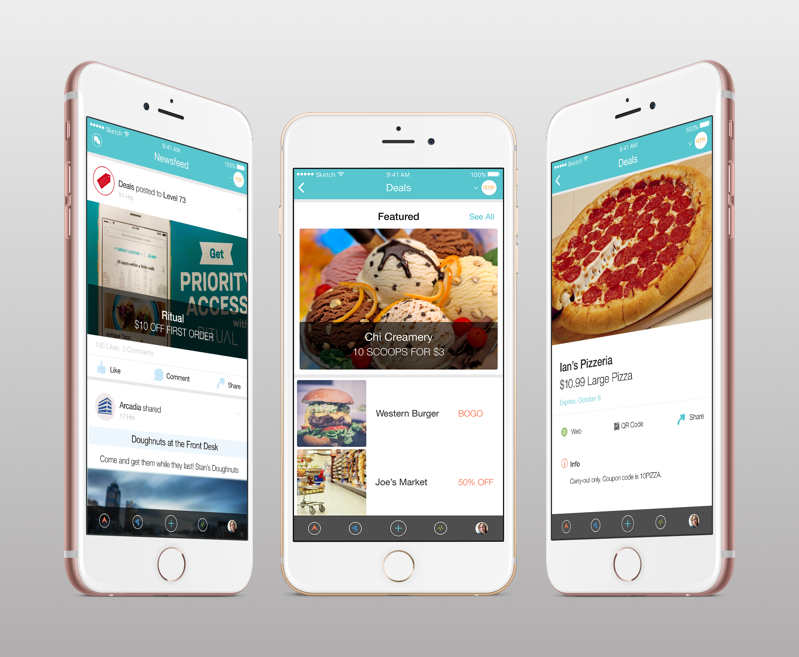 Sketch
9:41 AM
100%
Newsfeed
Deals posted to Level 73
54 Hrs
Get
PRIORITY
ACCESS
with
RITUAL
Ritual
$10 OFF FIRST ORDER
100 Likes 5 Comments
Like
Comment
Share
Arcadia shared
17 Hrs
Doughnuts at the Front Desk
Come and get them while they last! Stan's Doughnuts
Sketch
9:41 AM
100%
Deals
Featured
See All
Chi Creamery
10 SCOOPS FOR $3
Western Burger
BOGO
Joe's Market
50% OFF
Sketch
9:41 AM
100%
Deals
Ian's Pizzeria
$10.99 Large Pizza
Expires: October 6
Web
QR Code
Share
Info
Carry-out only. Coupon code is 10PIZZA.